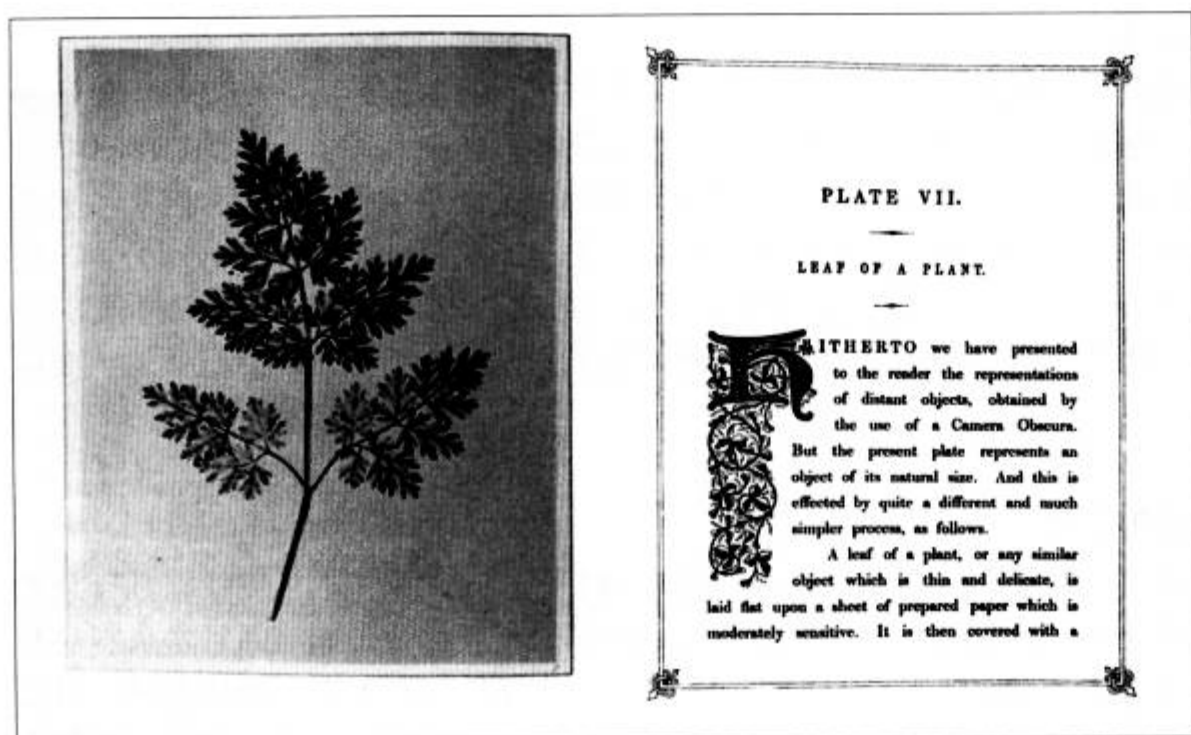 PLATE VII.
LEAF OF A PLANT.
HITHERTO we have presented
to the reader the representations
of distant objects, obtained by
the use of a Camera Obscura.
But the present plate represents an
object of its natural size. And this is
effected by quite a different and much
simpler process, as follows.
A leaf of a plant, or any similar
object which is thin and delicate, is
laid flat upon a sheet of prepared paper which is
moderately sensitive. It is then covered with a